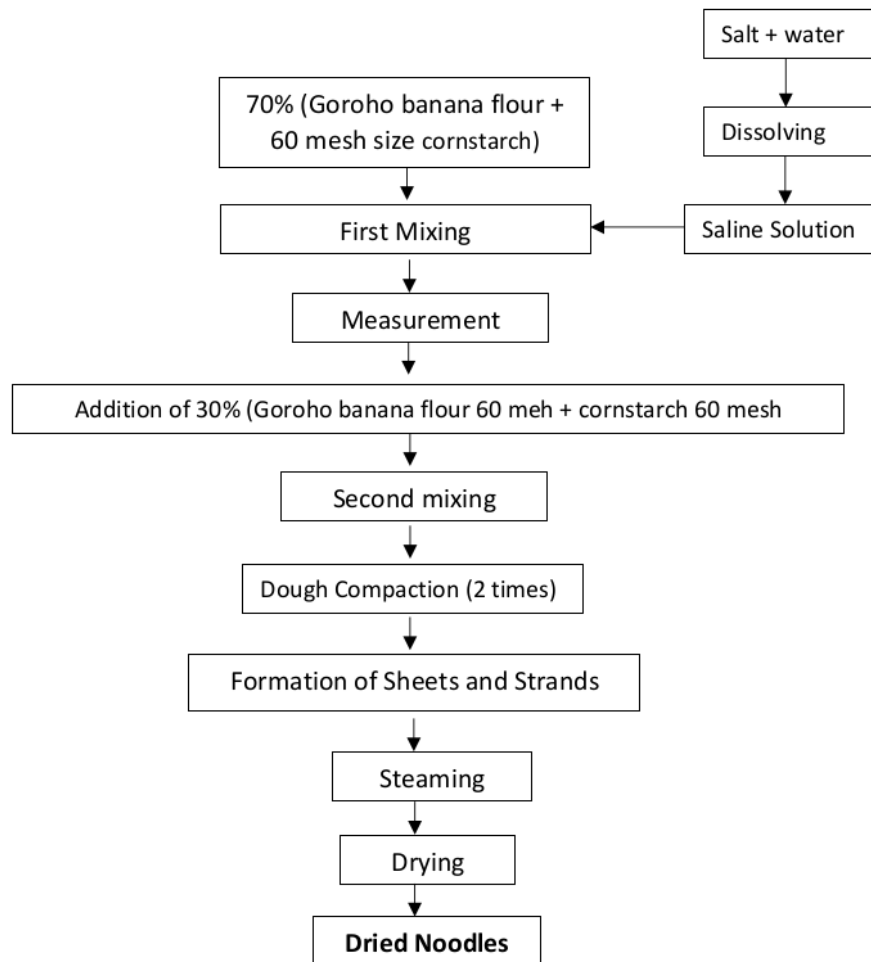 Salt + water
70% (Goroho banana flour +
60 mesh size cornstarch)
Dissolving
First Mixing
Saline Solution
Measurement
Addition of 30% (Goroho banana flour 60 meh + cornstarch 60 mesh
Second mixing
Dough Compaction (2 times)
Formation of Sheets and Strands
Steaming
Drying
Dried Noodles